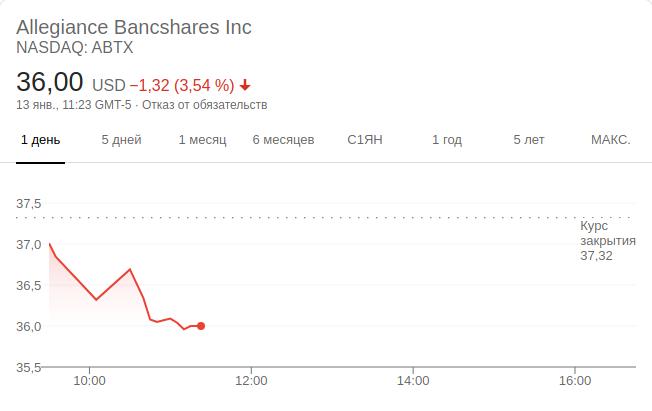 Allegiance Bancshares Inc
NASDAQ: ABTX
36,00 USD −1,32 (3,54 %)
13 янв., 11:23 GMT-5 · Отказ от обязательств
1 день 5 дней 1 месяц 6 месяцев С1ЯН 1 год 5 лет МАКС.
37,5
Курс
закрытия
37,32
37,0
36,5
36,0
35,5
10:00 12:00 14:00 16:00